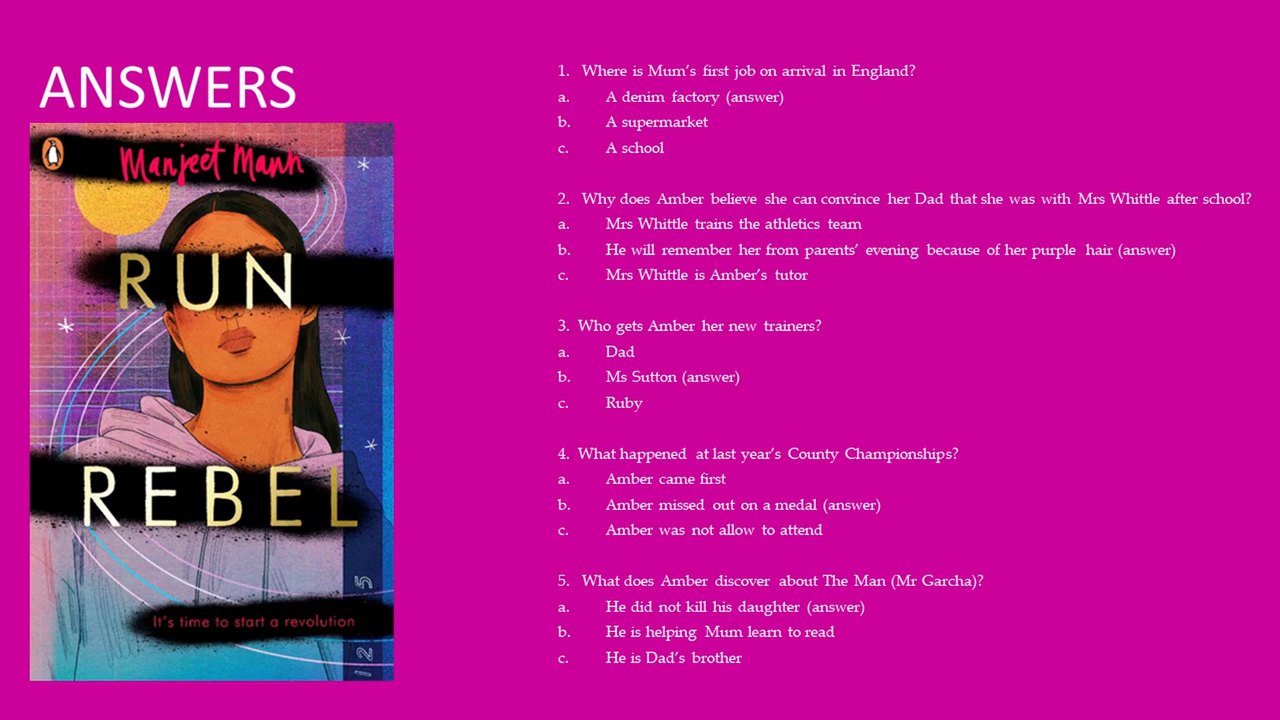 ANSWERS
Manjeet Mann
RUN
REBEL
It's time to start a revolution
125
1. Where is Mum's first job on arrival in England?
a. A denim factory (answer)
b. A supermarket
c. A school
2. Why does Amber believe she can convince her Dad that she was with Mrs Whittle after school?
a. Mrs Whittle trains the athletics team
b. He will remember her from parents' evening because of her purple hair (answer)
c. Mrs Whittle is Amber's tutor
3. Who gets Amber her new trainers?
a. Dad
b. Ms Sutton (answer)
c. Ruby
4. What happened at last year's County Championships?
a. Amber came first
b. Amber missed out on a medal (answer)
c. Amber was not allow to attend
5. What does Amber discover about The Man (Mr Garcha)?
a. He did not kill his daughter (answer)
b. He is helping Mum learn to read
c. He is Dad's brother